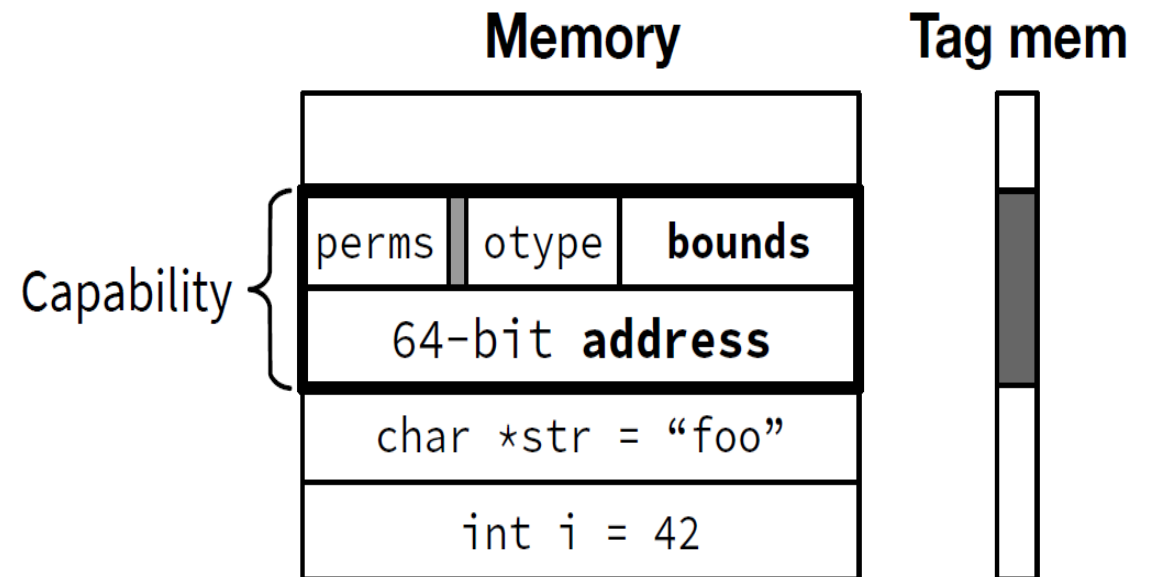 Memory
Tag mem
perms
otype
bounds
Capability
64-bit address
char *str = “foo”
int i = 42